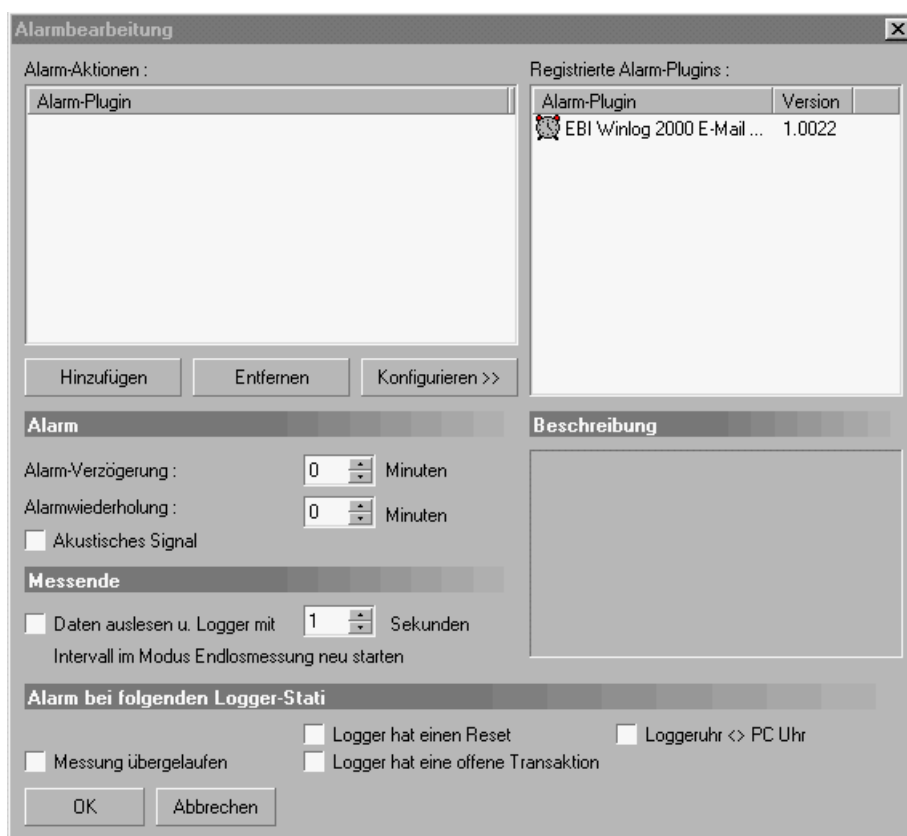 Alarmbearbeitung
Alarm-Aktionen :
Alarm-Plugin
Registrierte Alarm-Plugins :
Alarm-Plugin Version
EBI Winlog 2000 E-Mail ... 1.0022
Hinzufügen Entfernen Konfigurieren >>
Alarm
Alarm-Verzögerung : 0 Minuten
Alarmwiederholung : 0 Minuten
Akustisches Signal
Beschreibung
Messende
Daten auslesen u. Logger mit 1 Sekunden
Intervall im Modus Endlosmessung neu starten
Alarm bei folgenden Logger-Stati
Logger hat einen Reset Loggeruhr <> PC Uhr
Messung übergelaufen Logger hat eine offene Transaktion
OK Abbrechen